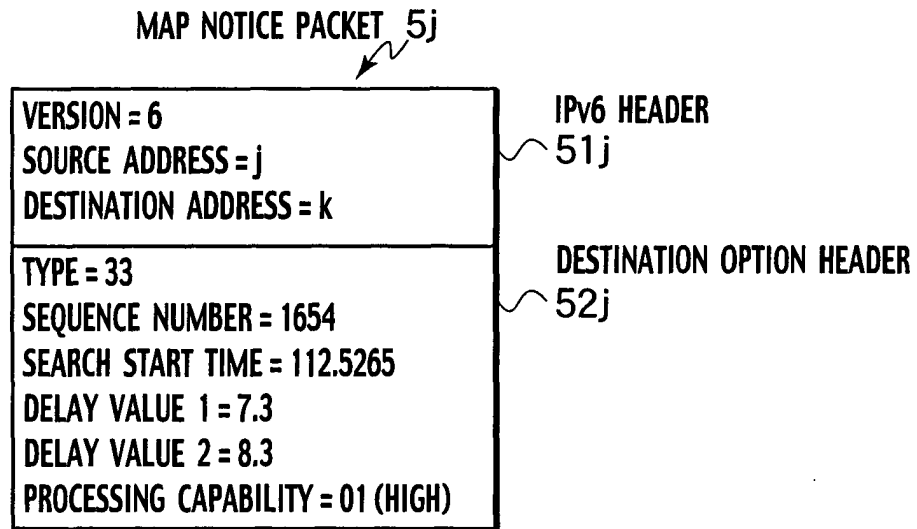 MAP NOTICE PACKET 5j
VERSION = 6
SOURCE ADDRESS = j
DESTINATION ADDRESS = k
IPv6 HEADER
51j
TYPE = 33
SEQUENCE NUMBER = 1654
SEARCH START TIME = 112.5265
DELAY VALUE 1 = 7.3
DELAY VALUE 2 = 8.3
PROCESSING CAPABILITY = 01 (HIGH)
DESTINATION OPTION HEADER
52j